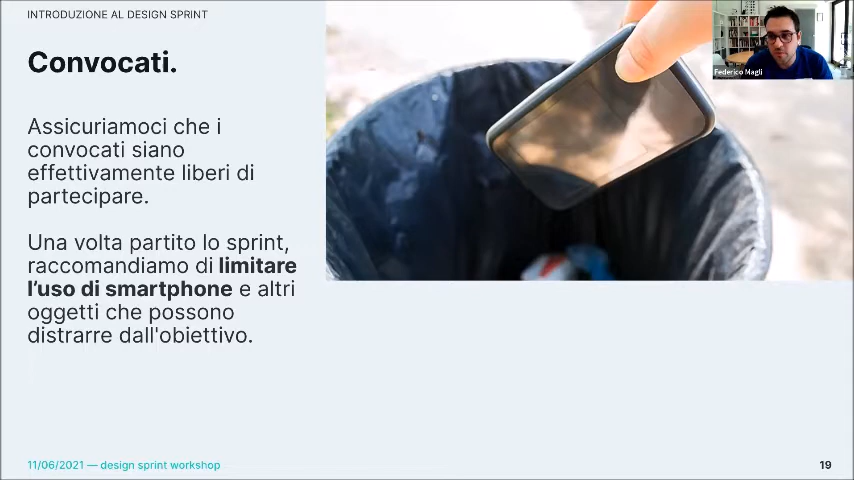 INTRODUZIONE AL DESIGN SPRINT
Convocati.
Assicuriamoci che i
convocati siano
effettivamente liberi di
partecipare.
Una volta partito lo sprint,
raccomandiamo di limitare
l'uso di smartphone e altri
oggetti che possono
distrarre dall'obiettivo.
Federico Magli
11/06/2021 — design sprint workshop
19